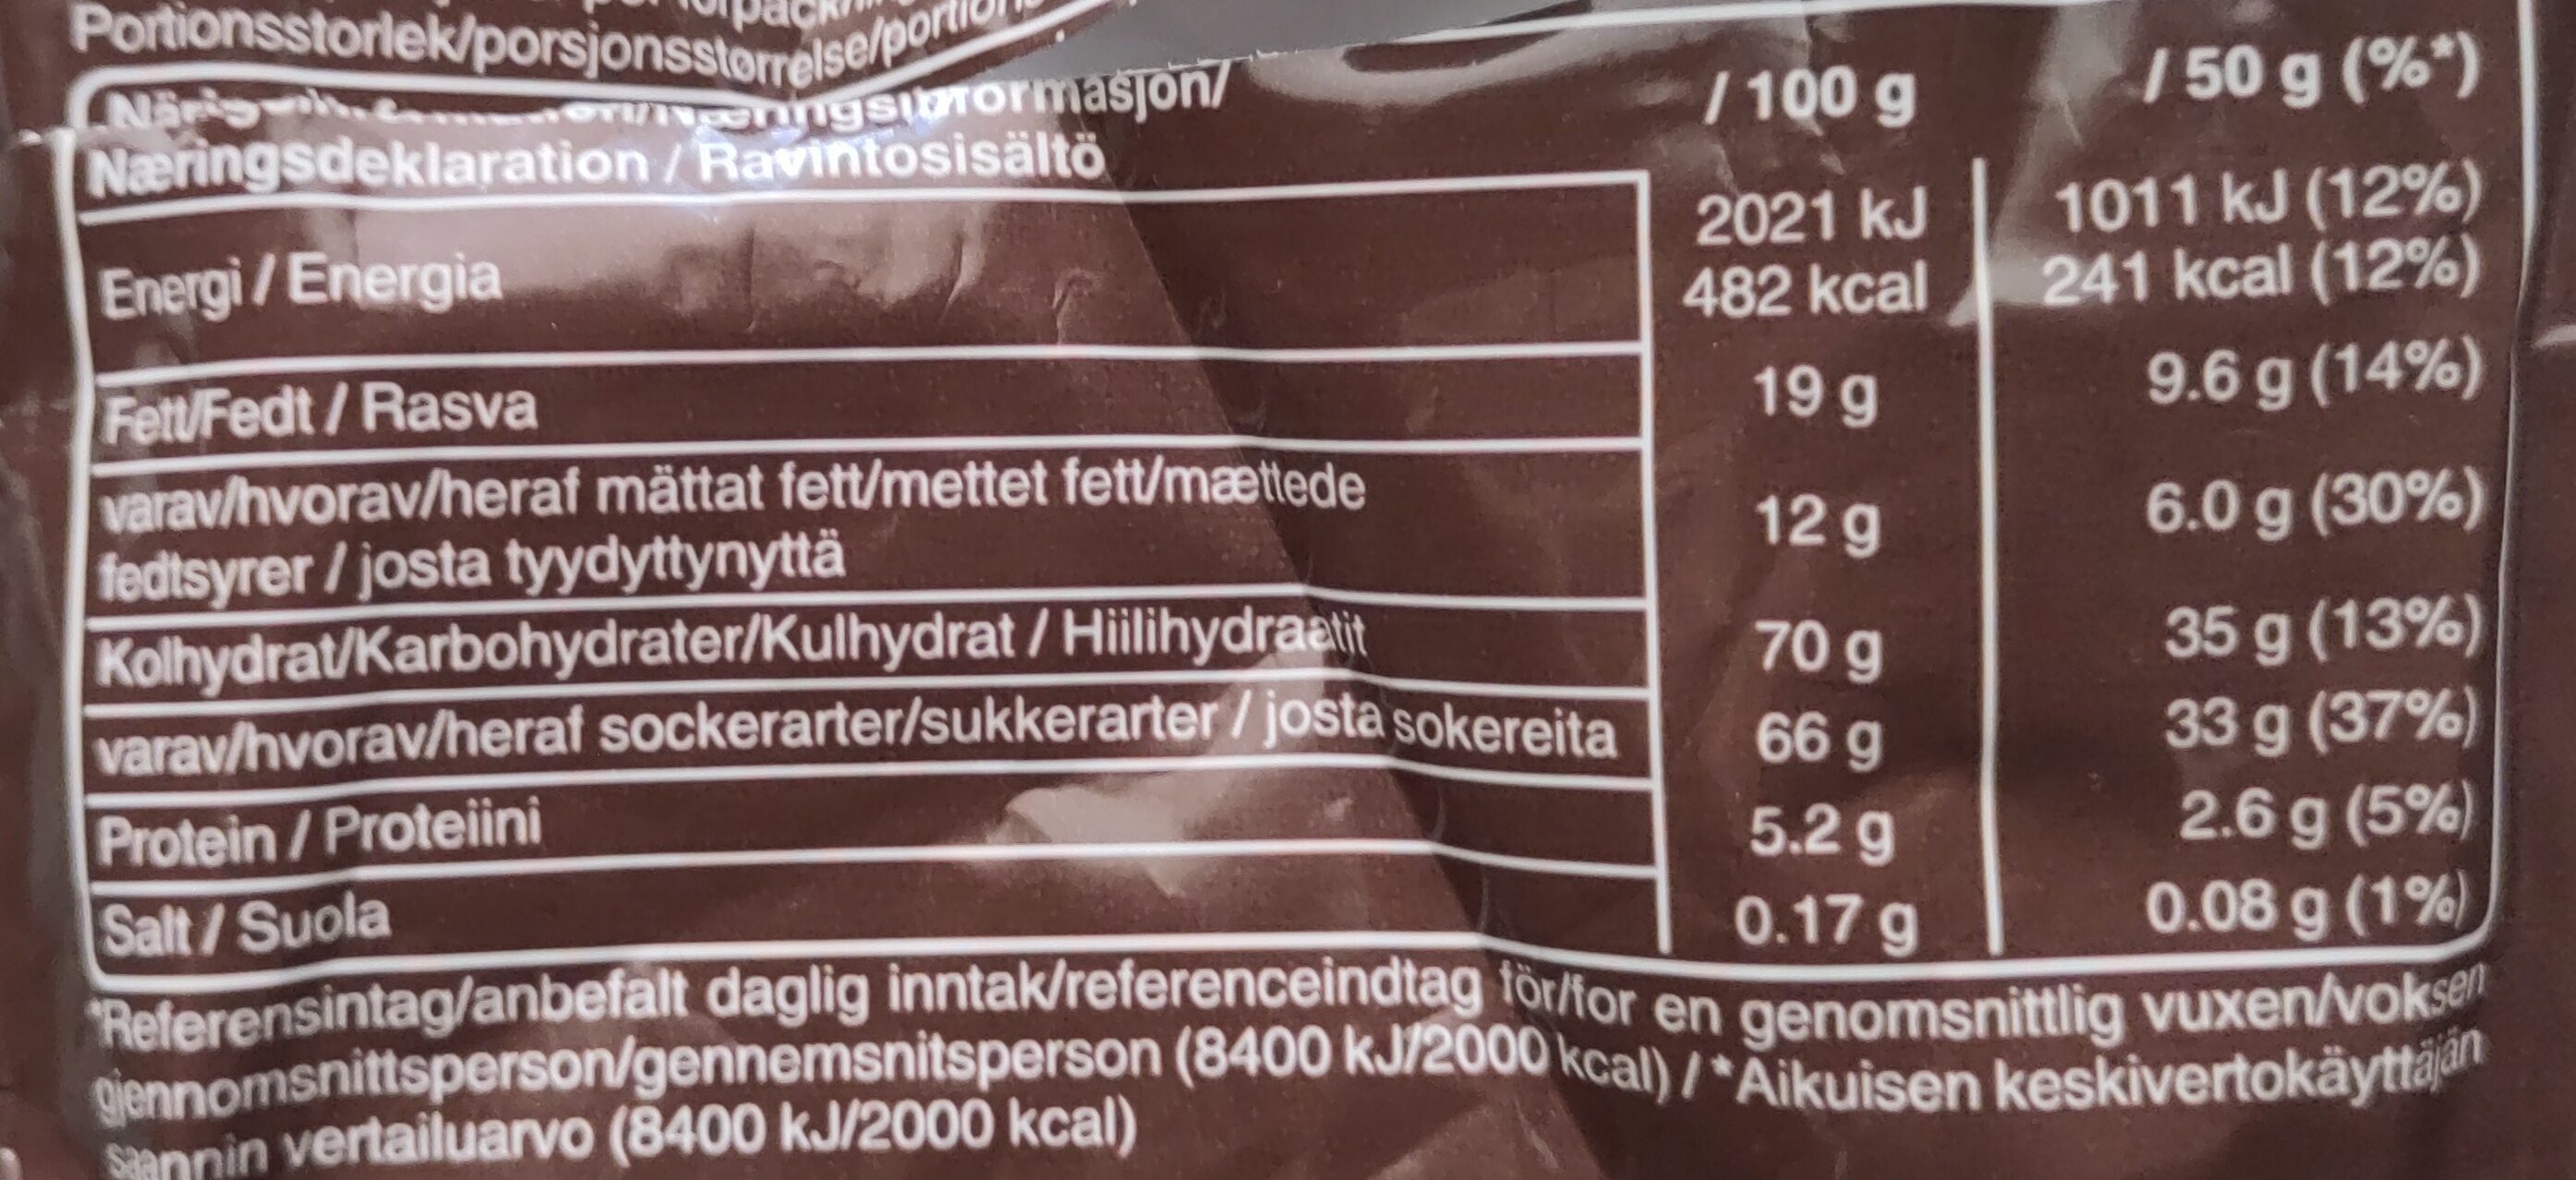 Portionsstorlek/porsjonsstørrelse/portion
Næringsdeklaration / Ravintosisältö
/ 100 g
/ 50 g (%*)
Energi / Energia
2021 kJ
1011 kJ (12%)
482 kcal
241 kcal (12%)
Fett/Fedt / Rasva
19 g
9.6 g (14%)
varav/hvorav/heraf mättat fett/mettet fett/mættede
fedtsyrer / josta tyydyttynyttä
12 g
6.0 g (30%)
Kolhydrat/Karbohydrater/Kulhydrat / Hiilihydraatit
70 g
35 g (13%)
varav/hvorav/heraf sockerarter/sukkerarter / josta sokereita
66 g
33 g (37%)
Protein / Proteiini
5.2 g
2.6 g (5%)
Salt / Suola
0.17 g
0.08 g (1%)
*Referensintag/anbefalt daglig inntak/referenceindtag för/for en genomsnittlig vuxen/voksen
gjennomsnittsperson/gennemsnitsperson (8400 kJ/2000 kcal) / *Aikuisen keskivertokäyttäjän
saannin vertailuarvo (8400 kJ/2000 kcal)